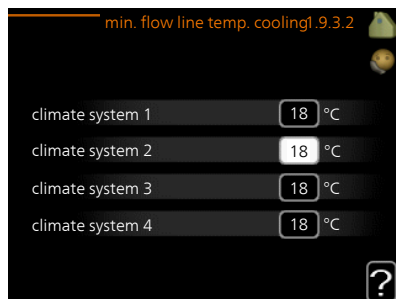 min. flow line temp. cooling1.9.3.2
climate system 1 18 °C
climate system 2 18 °C
climate system 3 18 °C
climate system 4 18 °C
?